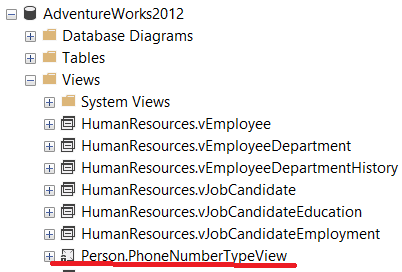 AdventureWorks2012
Database Diagrams
Tables
Views
System Views
HumanResources.vEmployee
HumanResources.vEmployeeDepartment
HumanResources.vEmployeeDepartmentHistory
HumanResources.vJobCandidate
HumanResources.vJobCandidateEducation
HumanResources.vJobCandidateEmployment
Person.PhoneNumberTypeView